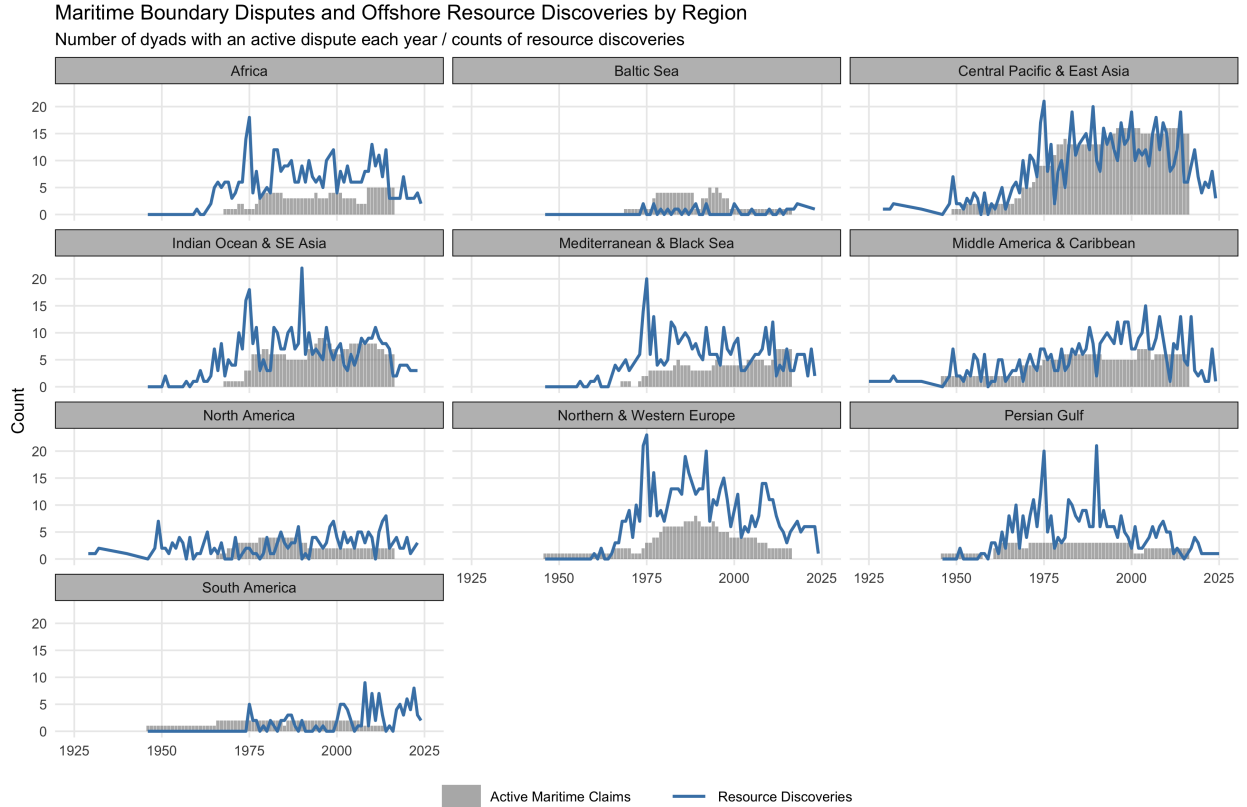 Maritime Boundary Disputes and Offshore Resource Discoveries by Region
Number of dyads with an active dispute each year / counts of resource discoveries
Africa
Baltic Sea
Central Pacific & East Asia
20
15
10
5
0
Indian Ocean & SE Asia
Mediterranean & Black Sea
Middle America & Caribbean
20
15
10
5
0
Count
North America
Northern & Western Europe
Persian Gulf
20
15
10
5
0
1925 1950 1975 2000 2025 1925 1950 1975 2000 2025
South America
20
15
10
5
0
1925 1950 1975 2000 2025
Active Maritime Claims Resource Discoveries